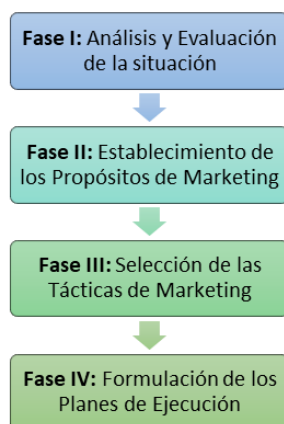 Fase I: Análisis y Evaluación
de la situación
Fase II: Establecimiento de
los Propósitos de Marketing
Fase III: Selección de las
Tácticas de Marketing
Fase IV: Formulación de los
Planes de Ejecución